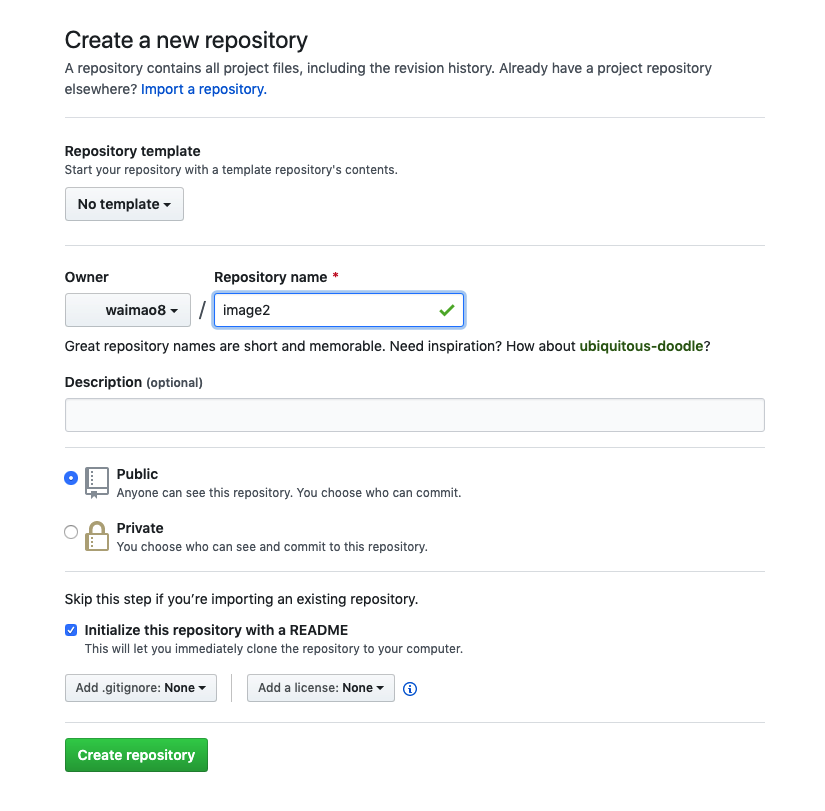 Create a new repository
A repository contains all project files, including the revision history. Already have a project repository
elsewhere? Import a repository.
Repository template
Start your repository with a template repository's contents.
No template
Owner
Repository name *
waimao8 / image2
Great repository names are short and memorable. Need inspiration? How about ubiquitous-doodle?
Description (optional)
Public
Anyone can see this repository. You choose who can commit.
Private
You choose who can see and commit to this repository.
Skip this step if you’re importing an existing repository.
Initialize this repository with a README
This will let you immediately clone the repository to your computer.
Add .gitignore: None
Add a license: None
Create repository